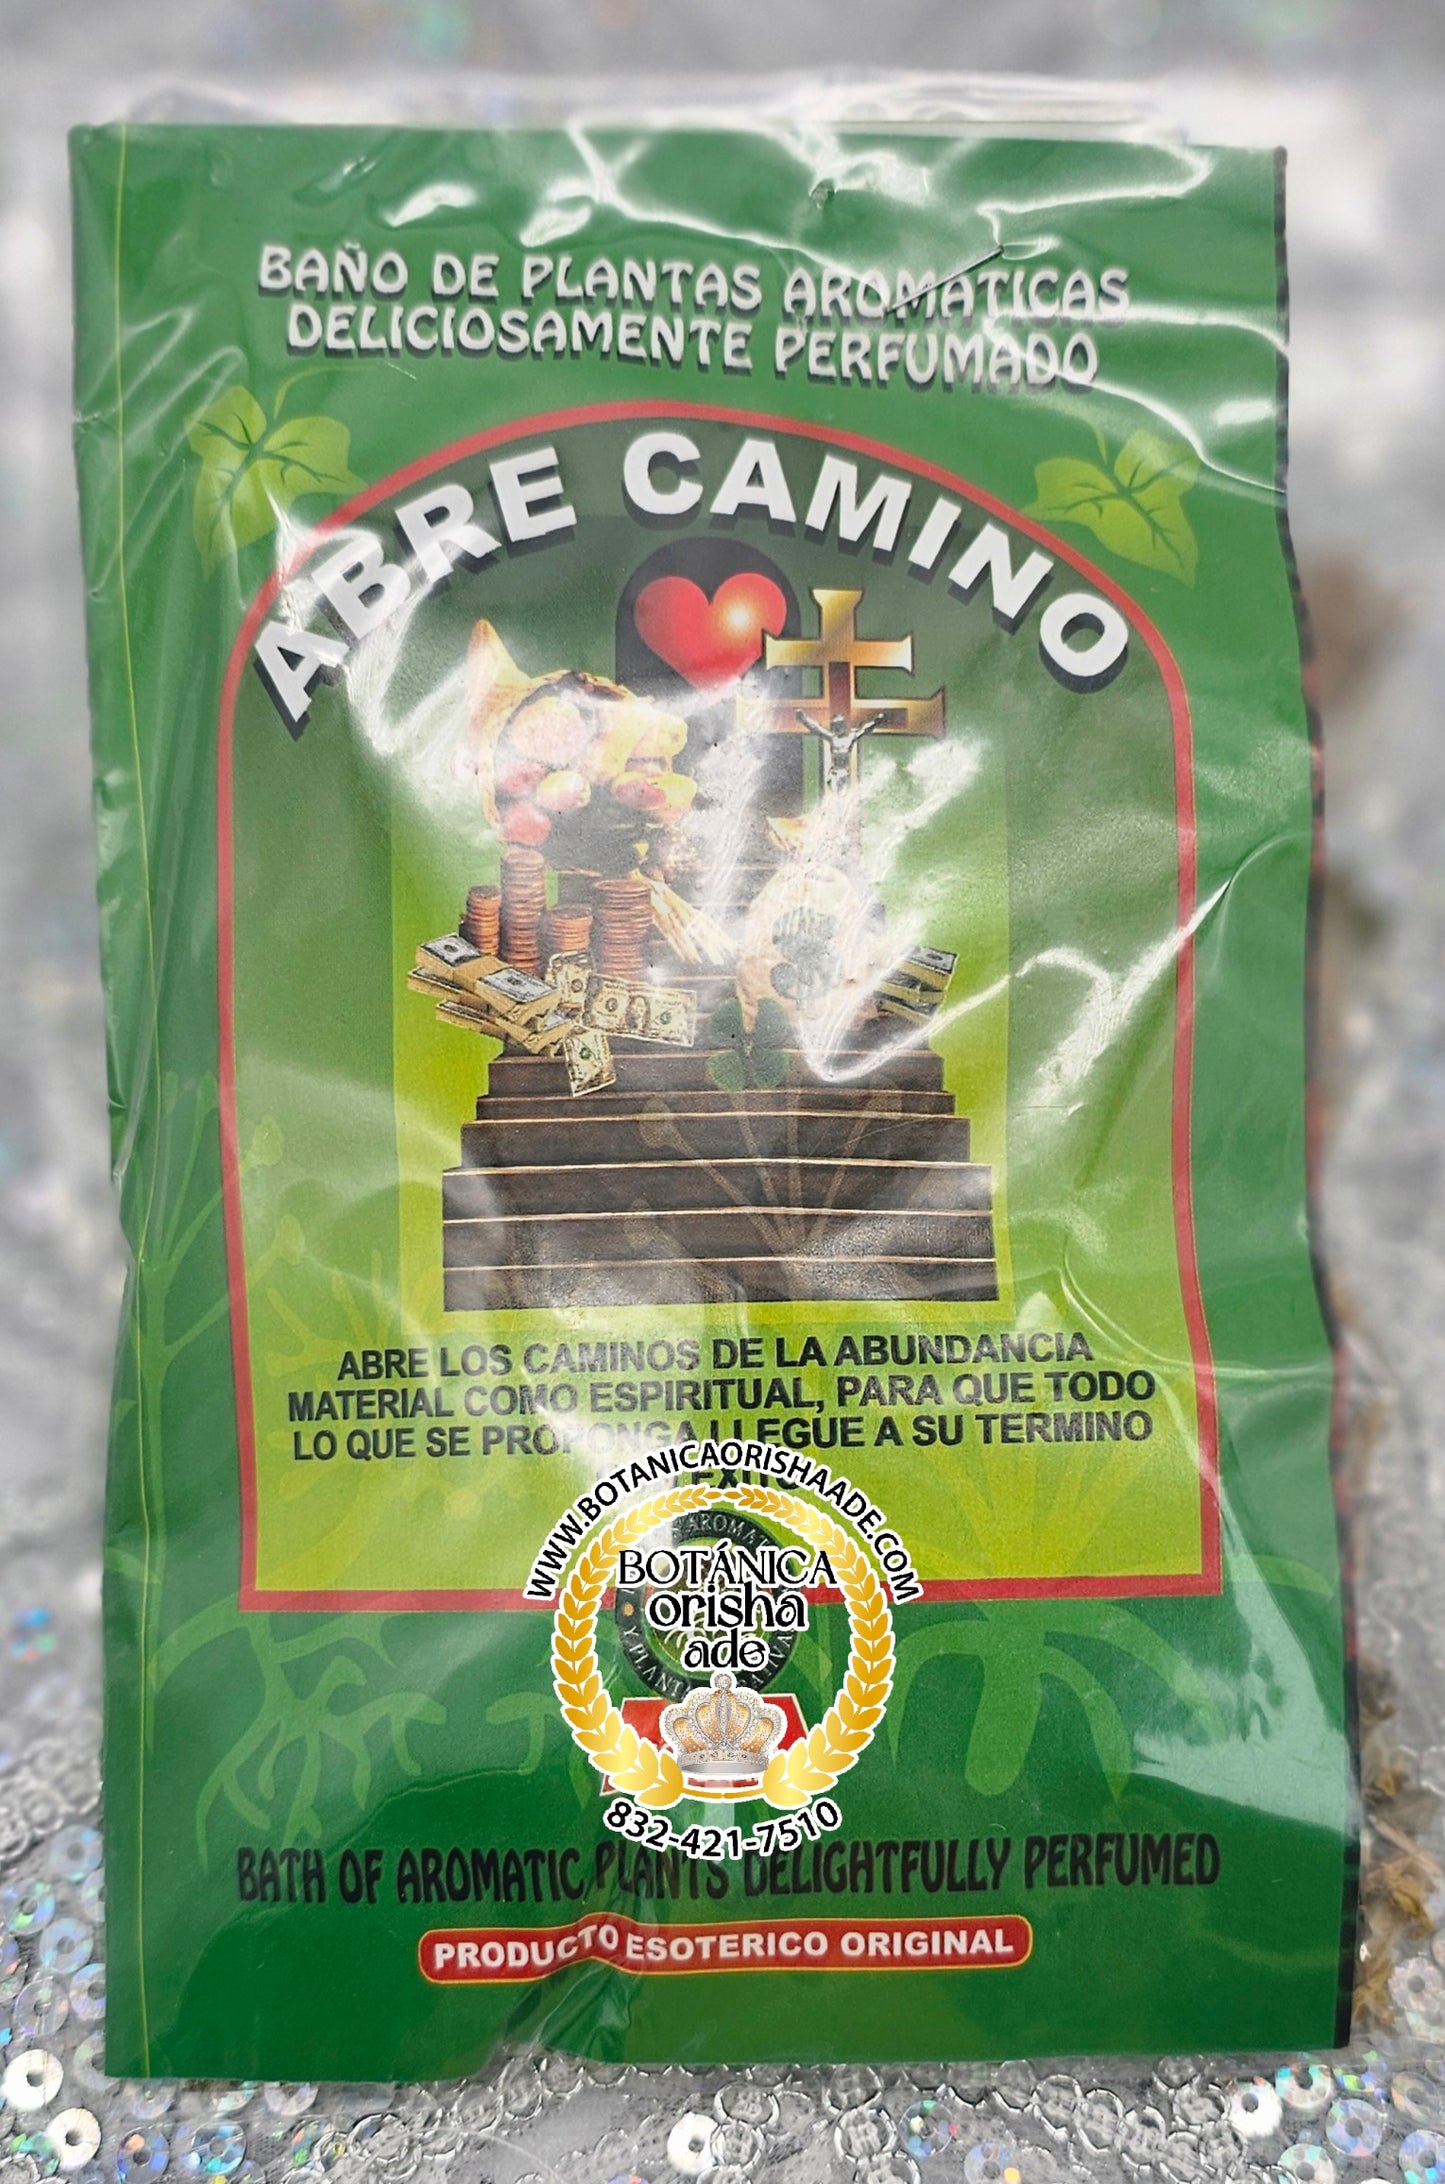 BAÑO DE PLANTAS AROMATICAS
DELICIOSAMENTE PERFUMADO
ABRE CAMINO
ABRE LOS CAMINOS DE LA ABUNDANCIA
MATERIAL COMO ESPIRITUAL, PARA QUE TODO
LO QUE SE PROPONGA LLEGUE A SU TERMINO
EXITO
WWW.BOTANICAORISHAADE.COM
BOTÁNICA
orisha
ade
832-421-7510
BATH OF AROMATIC PLANTS DELIGHTFULLY PERFUMED
PRODUCTO ESOTERICO ORIGINAL